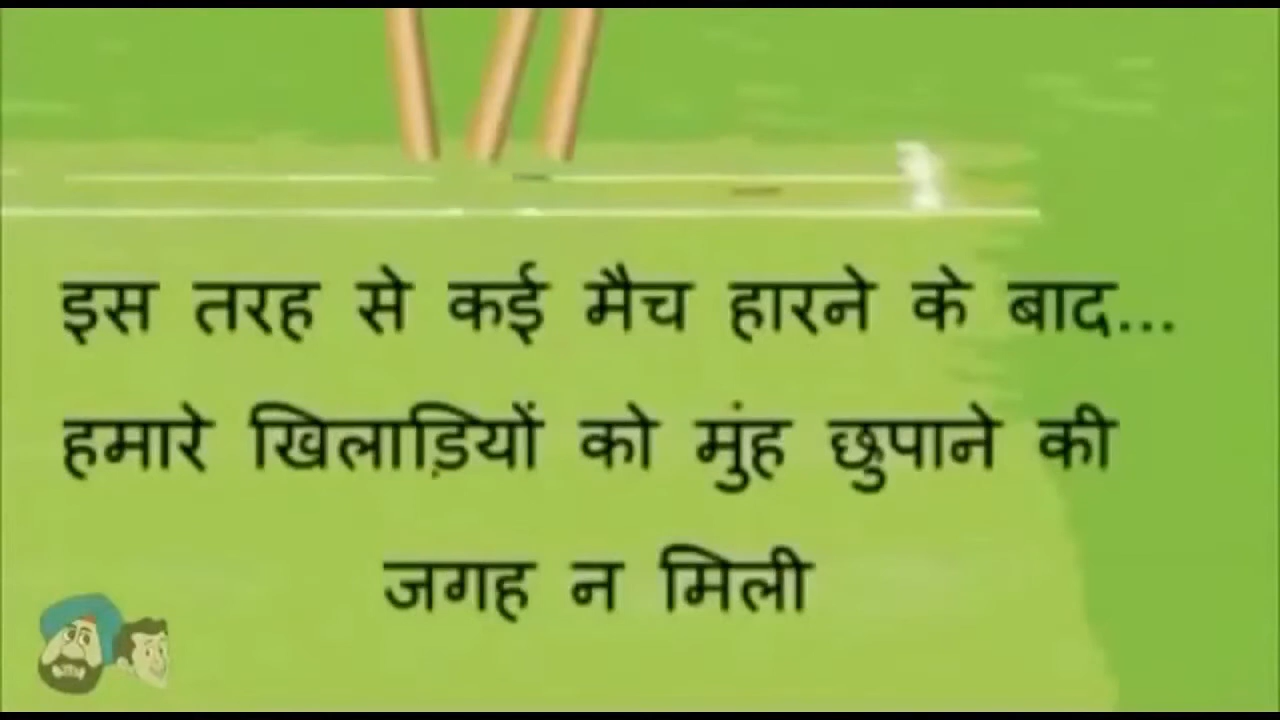 इस तरह से कई मैच हारने के बाद...
हमारे खिलाड़ियों को मुंह छुपाने की
जगह न मिली